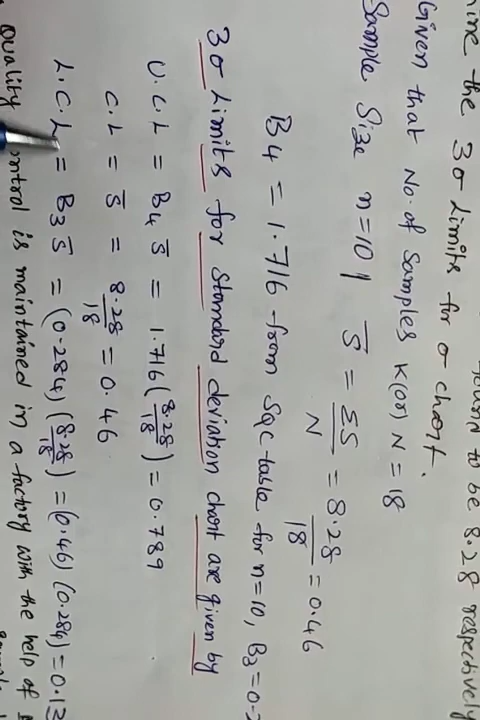 ine the 3σ Limits for σ chart.
found to be 8.28 respectively
Given that No. of Samples K(or) N = 18
Sample Size n = 10, S̅ = ΣS/N = 8.28/18 = 0.46
B4 = 1.716 from SQC table for n=10, B3 = 0.
3σ Limits for Standard deviation chart are given by
U.C.L = B4 S̅ = 1.716 (8.28/18) = 0.789
C.L = S̅ = 8.28/18 = 0.46
L.C.L = B3 S̅ = (0.284) (8.28/18) = (0.46) (0.284) = 0.13
Quality ntrol is maintained in a factory with the help of